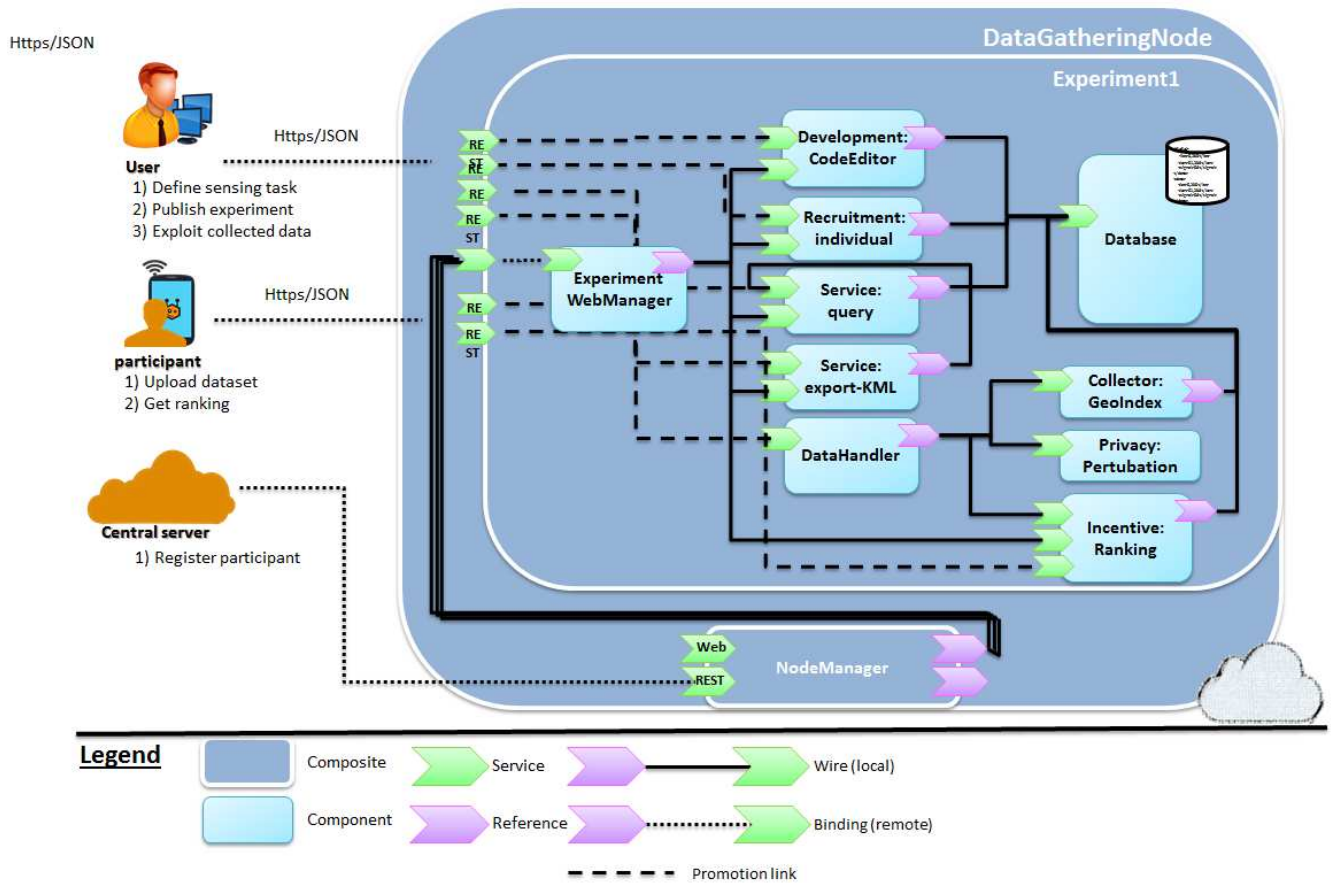 DataGatheringNode
Https/JSON
Experiment1
Https/JSON
User
1) Define sensing task
2) Publish experiment
3) Exploit collected data
Https/JSON
participant
1) Upload dataset
2) Get ranking
Central server
1) Register participant
RE
ST
RE
RE
RE
ST
RE
RE
ST
Experiment
WebManager
Development:
CodeEditor
Recruitment:
individual
Service:
query
Service:
export-KML
DataHandler
Database
Collector:
GeoIndex
Privacy:
Pertubation
Incentive:
Ranking
Web
REST
NodeManager
Legend
Composite
Service
Wire (local)
Component
Reference
Binding (remote)
Promotion link